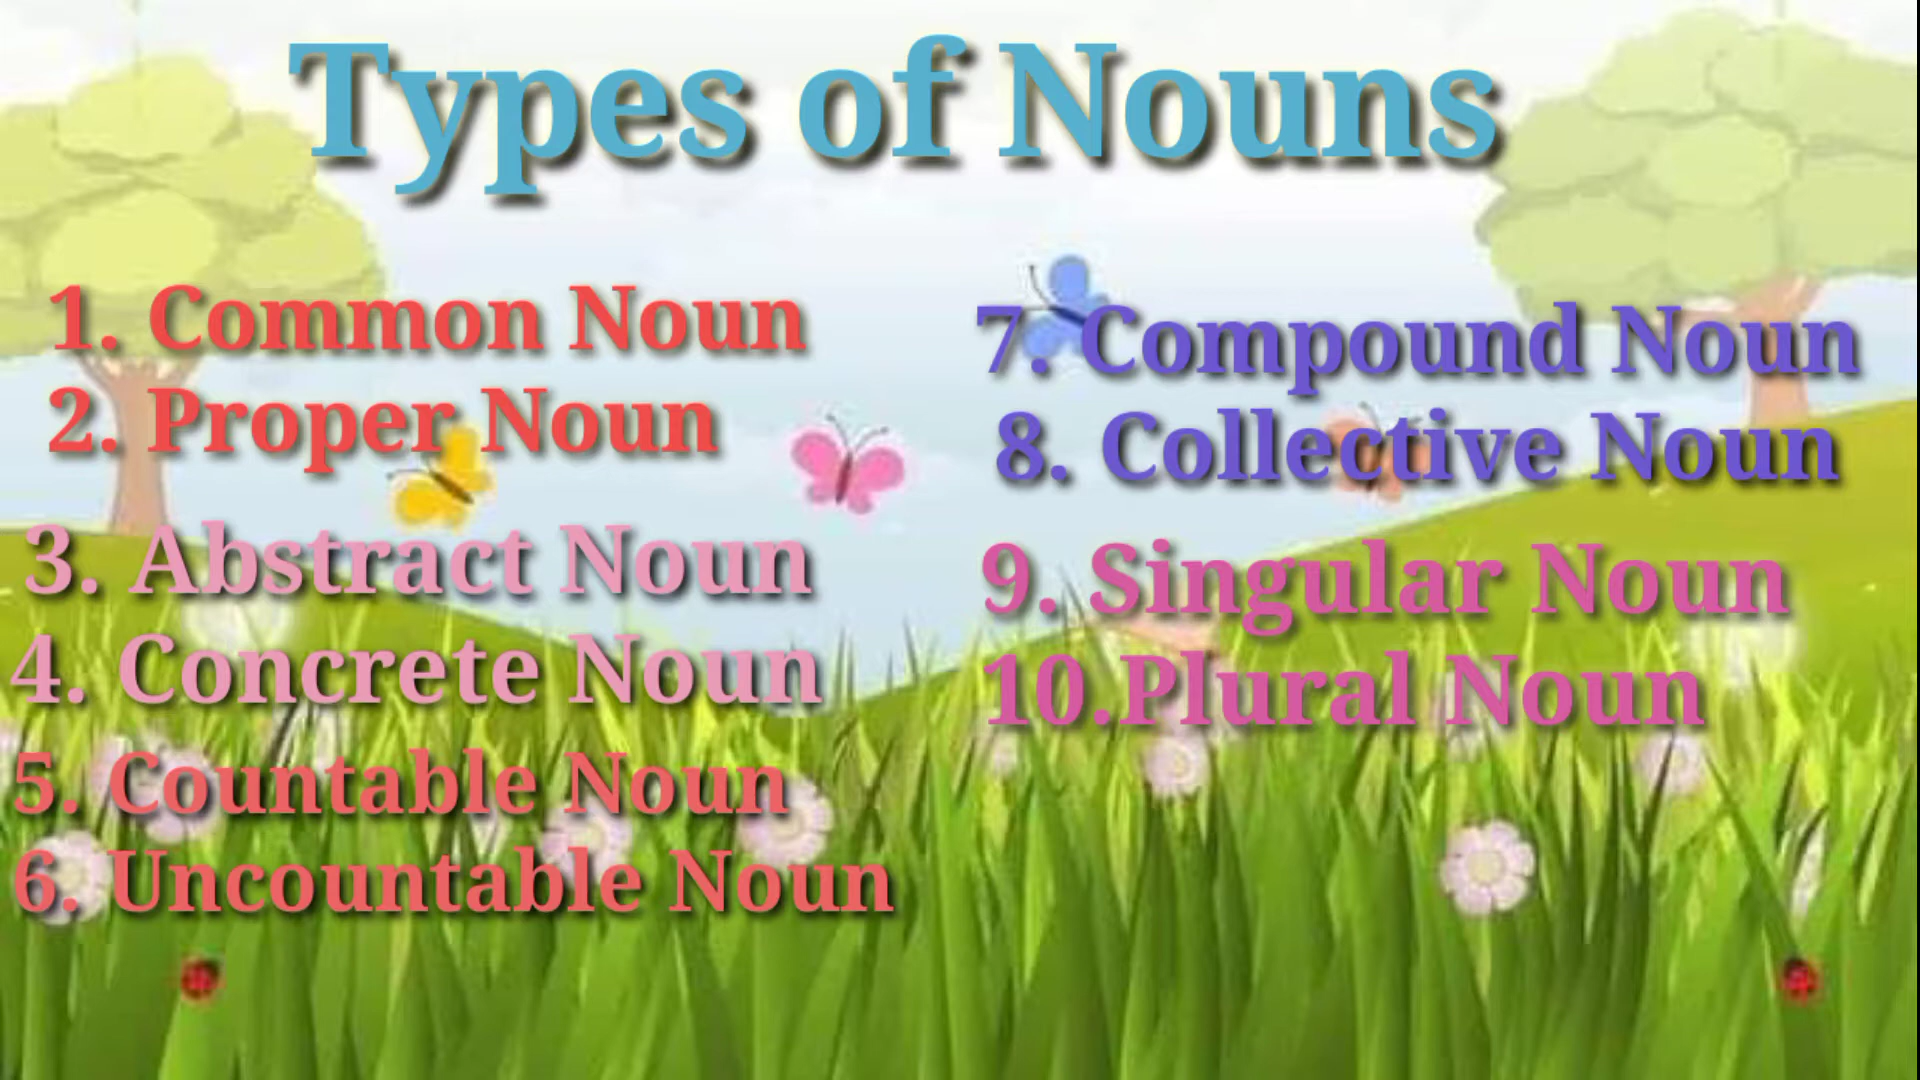 Types of Nouns
1. Common Noun
2. Proper Noun
3. Abstract Noun
4. Concrete Noun
5. Countable Noun
6. Uncountable Noun
7. Compound Noun
8. Collective Noun
9. Singular Noun
10.Plural Noun